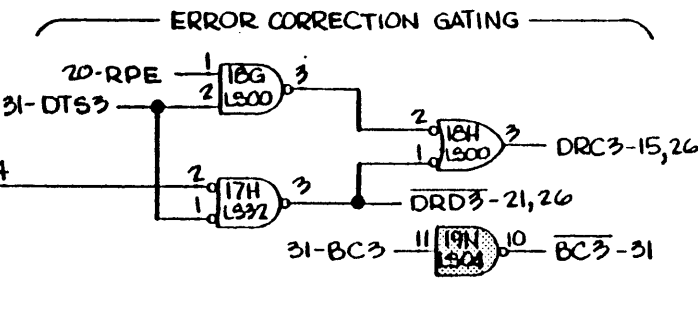 ERROR CORRECTION GATING
20-RPE 1 18G 3
31-DTS3 2 LS00
2 18H 3 DRC3-15,26
1 LS00
2 17H 3 DRD3-21,26
1 LS32
31-BC3 11 19N 10 BC3-31
LS04